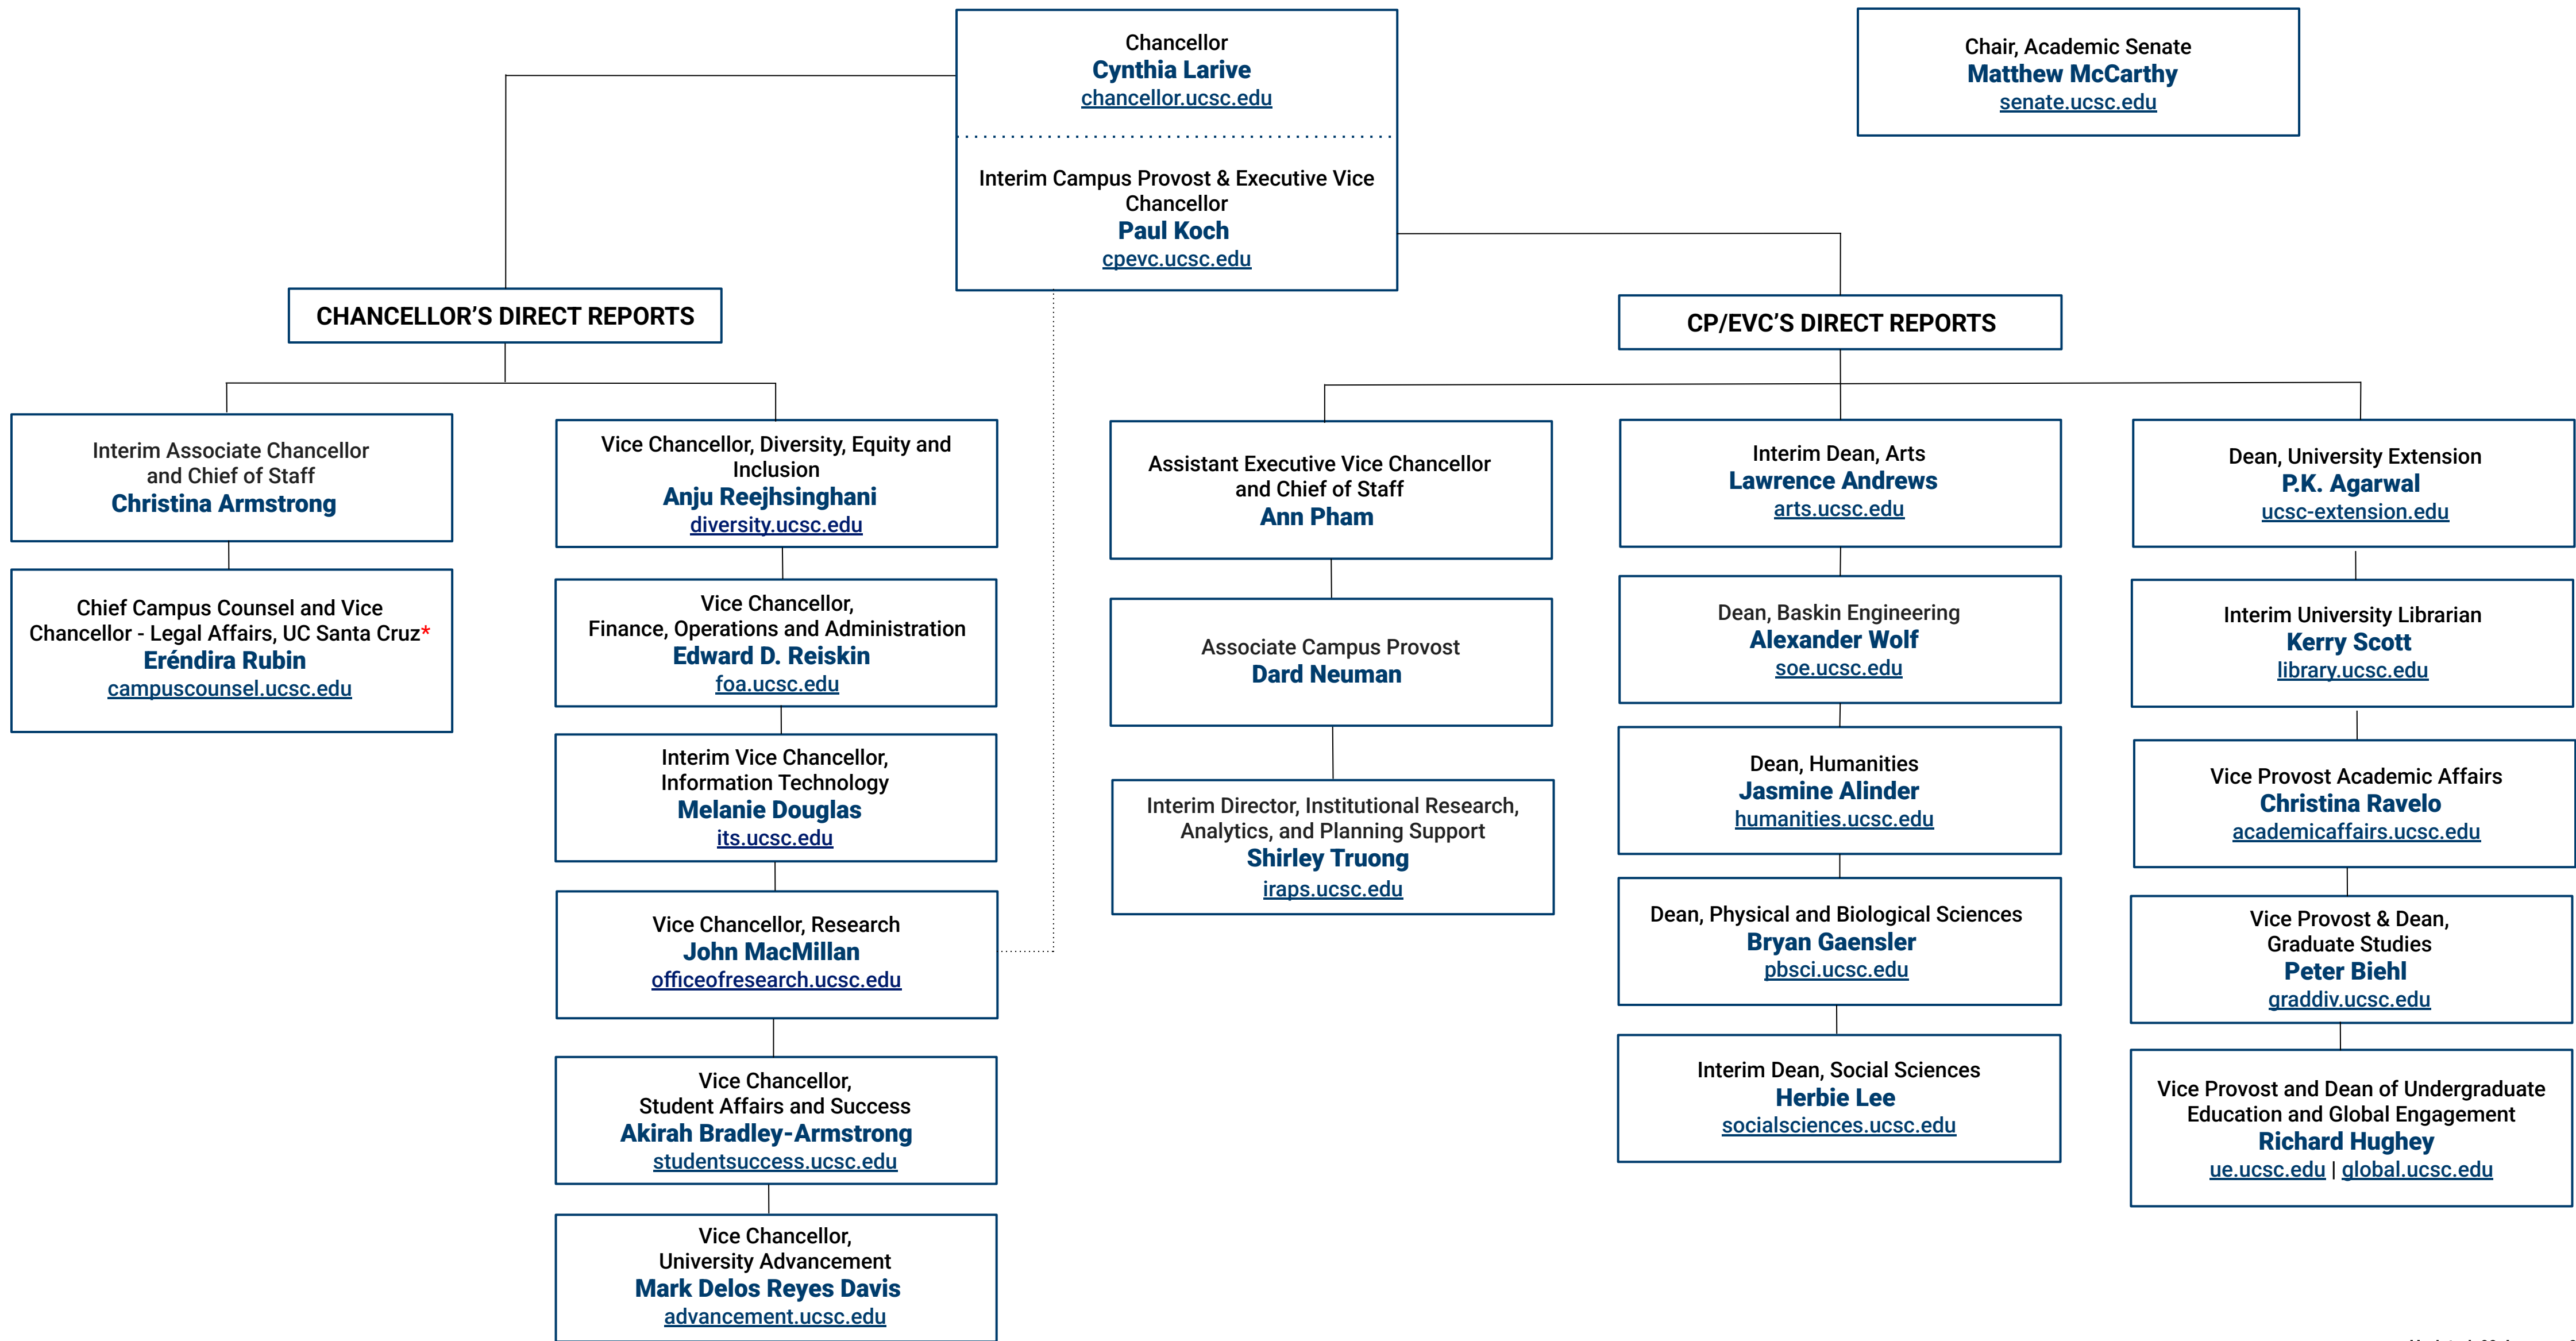 Chancellor
Cynthia Larive
chancellor.ucsc.edu
Interim Campus Provost & Executive Vice
Chancellor
Paul Koch
cpevc.ucsc.edu
Chair, Academic Senate
Matthew McCarthy
senate.ucsc.edu
CHANCELLOR’S DIRECT REPORTS
Interim Associate Chancellor
and Chief of Staff
Christina Armstrong
Chief Campus Counsel and Vice
Chancellor - Legal Affairs, UC Santa Cruz*
Eréndira Rubin
campuscounsel.ucsc.edu
Vice Chancellor, Diversity, Equity and
Inclusion
Anju Reejhsinghani
diversity.ucsc.edu
Vice Chancellor,
Finance, Operations and Administration
Edward D. Reiskin
foa.ucsc.edu
Interim Vice Chancellor,
Information Technology
Melanie Douglas
its.ucsc.edu
Vice Chancellor, Research
John MacMillan
officeofresearch.ucsc.edu
Vice Chancellor,
Student Affairs and Success
Akirah Bradley-Armstrong
studentsuccess.ucsc.edu
Vice Chancellor,
University Advancement
Mark Delos Reyes Davis
advancement.ucsc.edu
CP/EVC’S DIRECT REPORTS
Assistant Executive Vice Chancellor
and Chief of Staff
Ann Pham
Associate Campus Provost
Dard Neuman
Interim Director, Institutional Research,
Analytics, and Planning Support
Shirley Truong
iraps.ucsc.edu
Interim Dean, Arts
Lawrence Andrews
arts.ucsc.edu
Dean, Baskin Engineering
Alexander Wolf
soe.ucsc.edu
Dean, Humanities
Jasmine Alinder
humanities.ucsc.edu
Dean, Physical and Biological Sciences
Bryan Gaensler
pbsci.ucsc.edu
Interim Dean, Social Sciences
Herbie Lee
socialsciences.ucsc.edu
Dean, University Extension
P.K. Agarwal
ucsc-extension.edu
Interim University Librarian
Kerry Scott
library.ucsc.edu
Vice Provost Academic Affairs
Christina Ravelo
academicaffairs.ucsc.edu
Vice Provost & Dean,
Graduate Studies
Peter Biehl
graddiv.ucsc.edu
Vice Provost and Dean of Undergraduate
Education and Global Engagement
Richard Hughey
ue.ucsc.edu | global.ucsc.edu